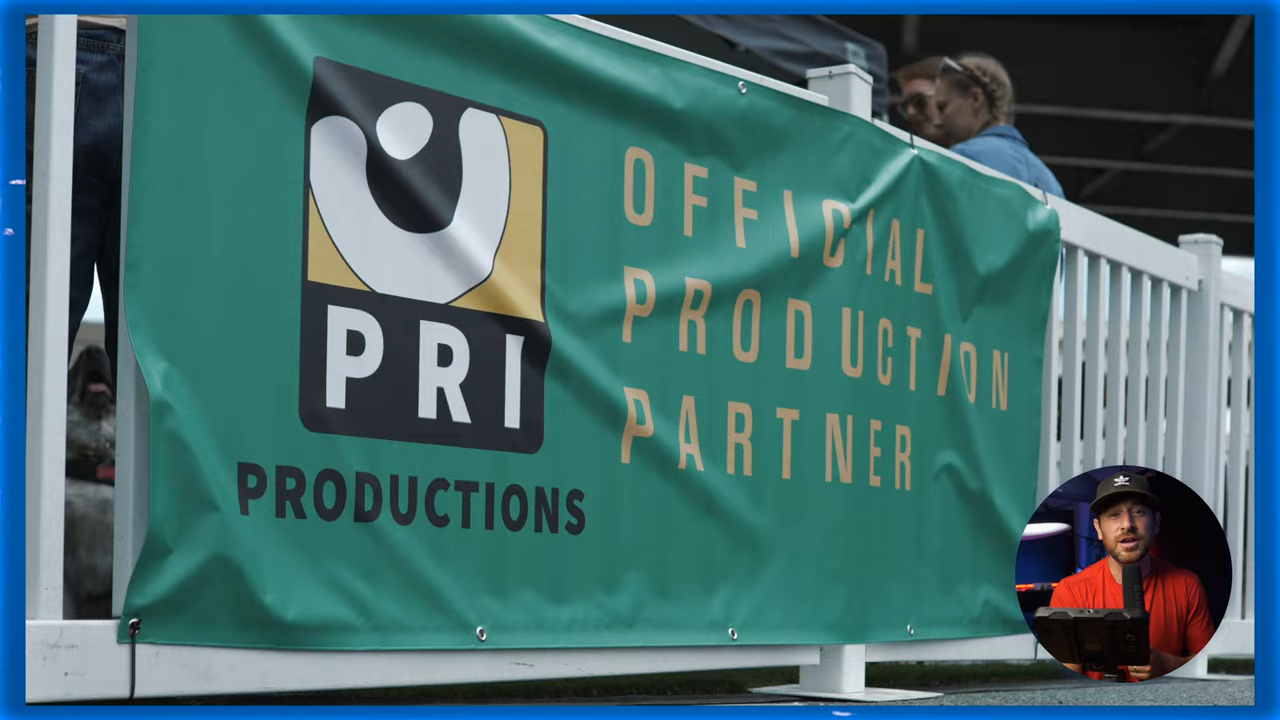 PRI
PRODUCTIONS
OFFICIAL
PRODUCTION
PARTNER